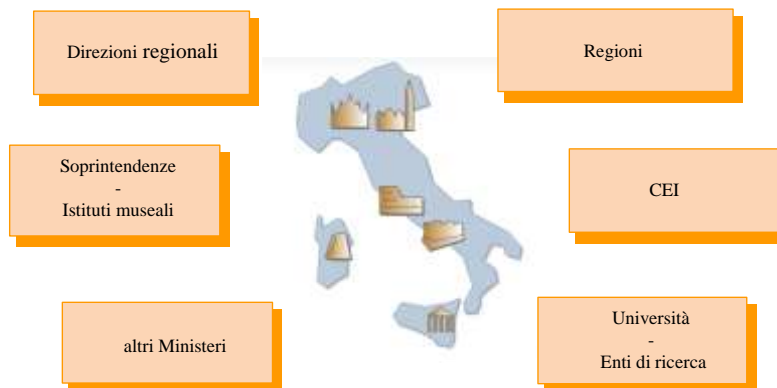 Direzioni regionali
Regioni
Soprintendenze
-
Istituti museali
CEI
altri Ministeri
Università
-
Enti di ricerca